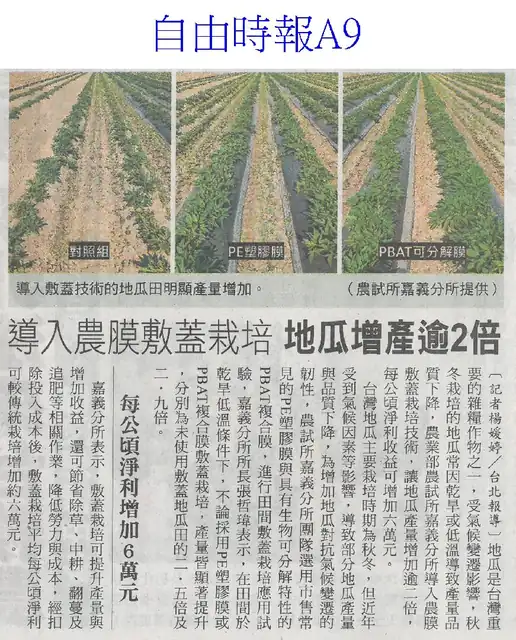 自由時報A9
對照組
PE塑膠膜
PBAT可分解膜
導入敷蓋技術的地瓜田明顯產量增加。
（農試所嘉義分所提供）
導入農膜敷蓋栽培 地瓜增產逾2倍
〔記者楊媛婷／台北報導〕地瓜是台灣重
要的雜糧作物之一，受氣候變遷影響，秋
冬栽培的地瓜常因乾旱或低溫導致產量品
質下降，農業部農試所嘉義分所導入農膜
敷蓋栽培技術，讓地瓜產量增加逾2倍，
每公頃淨利收益可增加六萬元。
台灣地瓜主要栽培時期為秋冬，但近年
受到氣候因素等影響，導致部分地瓜產量
與品質下降，為增加地瓜對抗氣候變遷的
韌性，農試所嘉義分所團隊選用市售常
見的PE塑膠膜與具有生物可分解特性的
PBAT複合膜，進行田間敷蓋栽培應用試
驗，嘉義分所所長張哲瑋表示，在田間於
乾旱低溫條件下，不論採用PE塑膠膜或
PBAT複合膜敷蓋栽培，產量皆顯著提升
，分別為未使用敷蓋地瓜田的二．五倍及
二．九倍。
每公頃淨利增加6萬元
嘉義分所表示，敷蓋栽培可提升產量與
增加收益，還可節省除草、中耕、翻蔓及
追肥等相關作業，降低勞力與成本，經扣
除投入成本後，敷蓋栽培平均每公頃淨利
可較傳統栽培增加約六萬元。